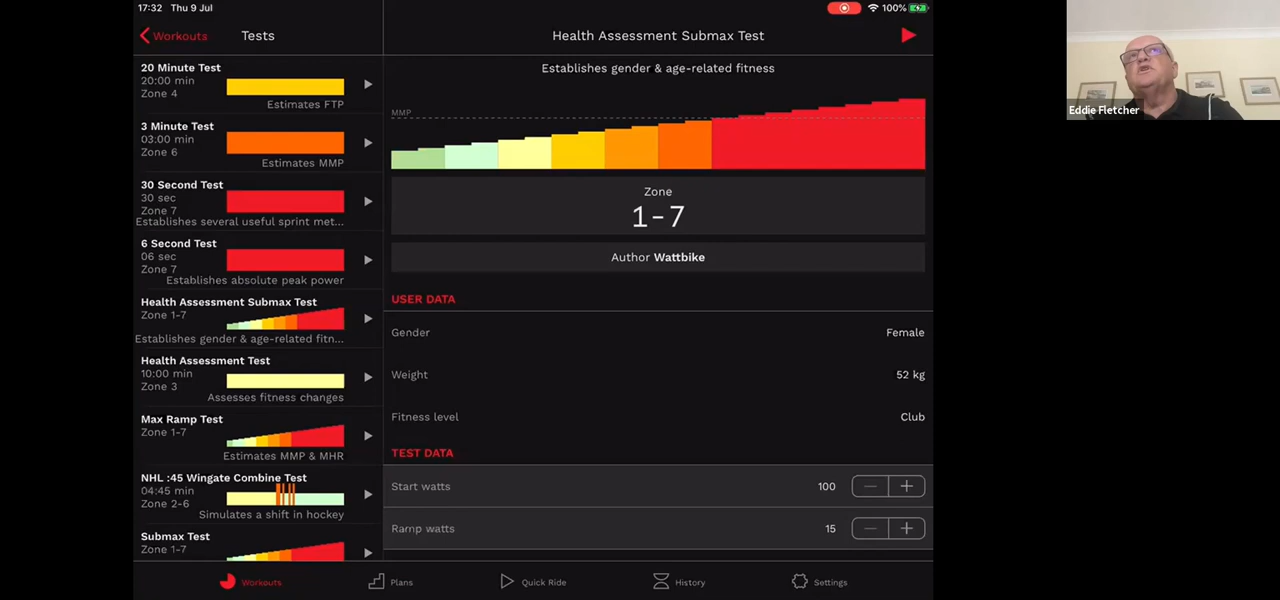 17:32 Thu 9 Jul
100%
Workouts
Tests
Health Assessment Submax Test
20 Minute Test
20:00 min
Zone 4
Estimates FTP
3 Minute Test
03:00 min
Zone 6
Estimates MMP
30 Second Test
30 sec
Zone 7
Establishes several useful sprint met...
6 Second Test
06 sec
Zone 7
Establishes absolute peak power
Health Assessment Submax Test
Zone 1-7
Establishes gender & age-related fitn...
Health Assessment Test
10:00 min
Zone 3
Assesses fitness changes
Max Ramp Test
Zone 1-7
Estimates MMP & MHR
NHL :45 Wingate Combine Test
04:45 min
Zone 2-6
Simulates a shift in hockey
Submax Test
Zone 1-7
Establishes gender & age-related fitness
MMP
Zone
1-7
Author Wattbike
USER DATA
Gender Female
Weight 52 kg
Fitness level Club
TEST DATA
Start watts 100 — +
Ramp watts 15 — +
Workouts Plans Quick Ride History Settings
Eddie Fletcher